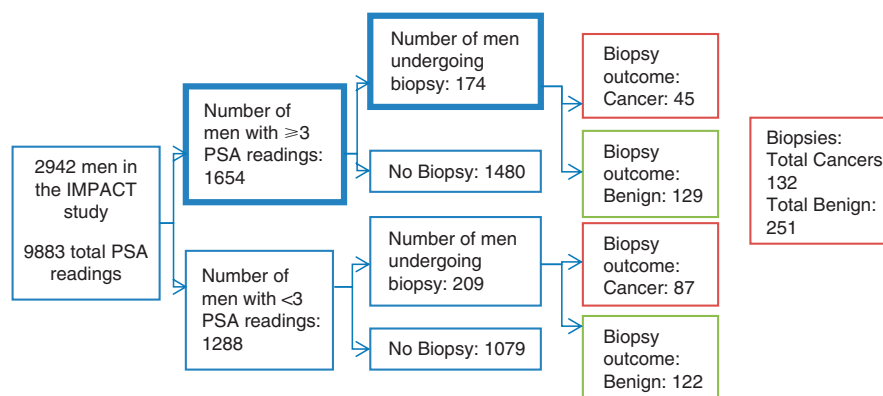 2942 men in
the IMPACT
study
9883 total PSA
readings
Number of
men with ⩾3
PSA readings:
1654
Number of
men with <3
PSA readings:
1288
Number of men
undergoing
biopsy: 174
No Biopsy: 1480
Number of men
undergoing
biopsy: 209
No Biopsy: 1079
Biopsy
outcome:
Cancer: 45
Biopsy
outcome:
Benign: 129
Biopsy
outcome:
Cancer: 87
Biopsy
outcome:
Benign: 122
Biopsies:
Total Cancers
132
Total Benign:
251